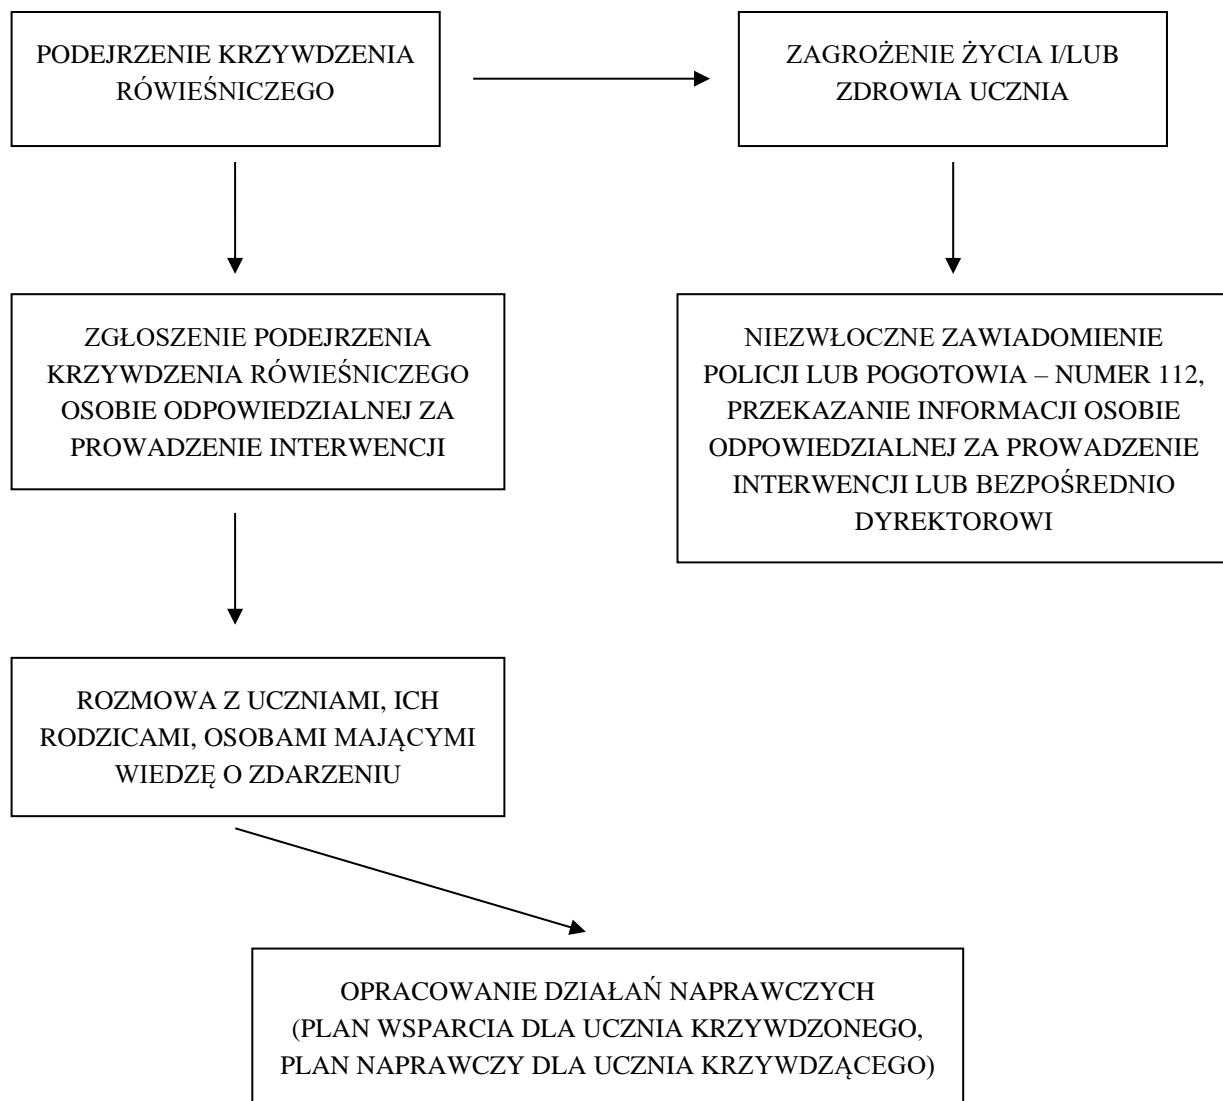 PODEJRZENIE KRZYWDZENIA
RÓWIEŚNICZEGO
ZAGROŻENIE ŻYCIA I/LUB
ZDROWIA UCZNIA
ZGŁOSZENIE PODEJRZENIA
KRZYWDZENIA RÓWIEŚNICZEGO
OSOBIE ODPOWIEDZIALNEJ ZA
PROWADZENIE INTERWENCJI
NIEZWŁOCZNE ZAWIADOMIENIE
POLICJI LUB POGOTOWIA – NUMER 112,
PRZEKAZANIE INFORMACJI OSOBIE
ODPOWIEDZIALNEJ ZA PROWADZENIE
INTERWENCJI LUB BEZPOŚREDNIO
DYREKTOROWI
ROZMOWA Z UCZNIAMI, ICH
RODZICAMI, OSOBAMI MAJĄCYMI
WIEDZĘ O ZDARZENIU
OPRACOWANIE DZIAŁAŃ NAPRAWCZYCH
(PLAN WSPARCIA DLA UCZNIA KRZYWDZONEGO,
PLAN NAPRAWCZY DLA UCZNIA KRZYWDZĄCEGO)